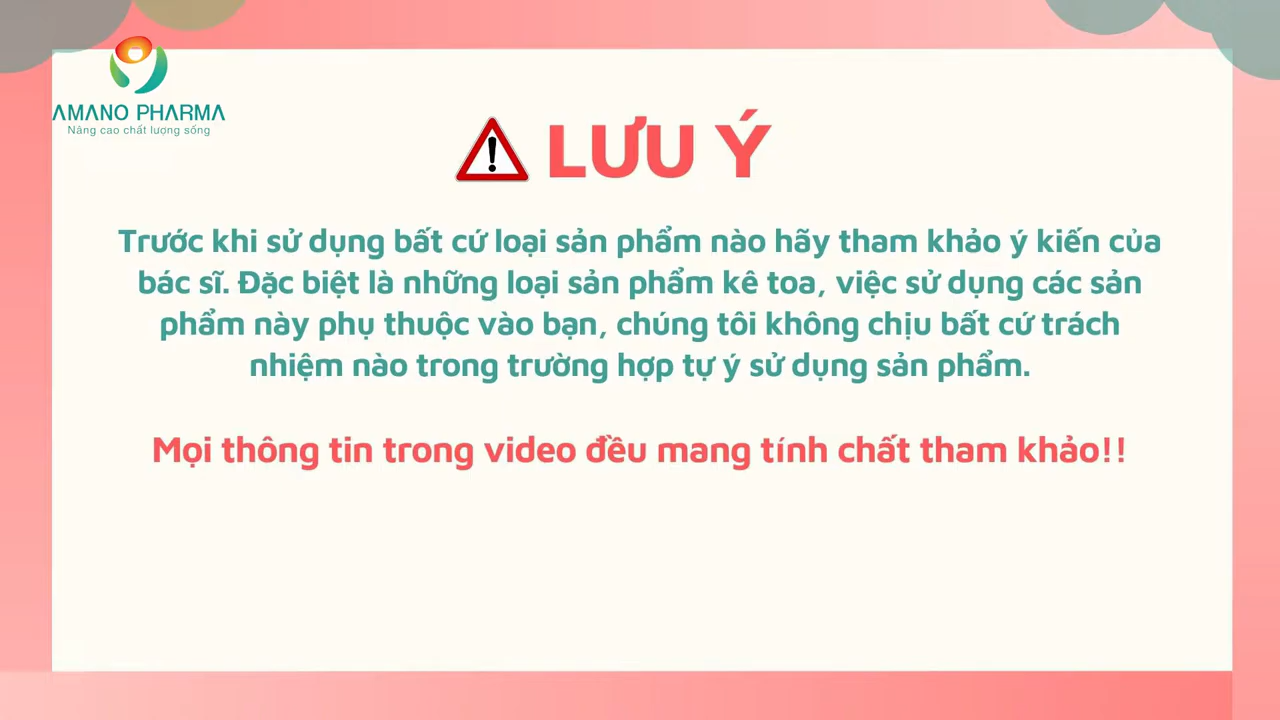 AMANO PHARMA
Nâng cao chất lượng sống
LƯU Ý
Trước khi sử dụng bất cứ loại sản phẩm nào hãy tham khảo ý kiến của
bác sĩ. Đặc biệt là những loại sản phẩm kê toa, việc sử dụng các sản
phẩm này phụ thuộc vào bạn, chúng tôi không chịu bất cứ trách
nhiệm nào trong trường hợp tự ý sử dụng sản phẩm.
Mọi thông tin trong video đều mang tính chất tham khảo!!